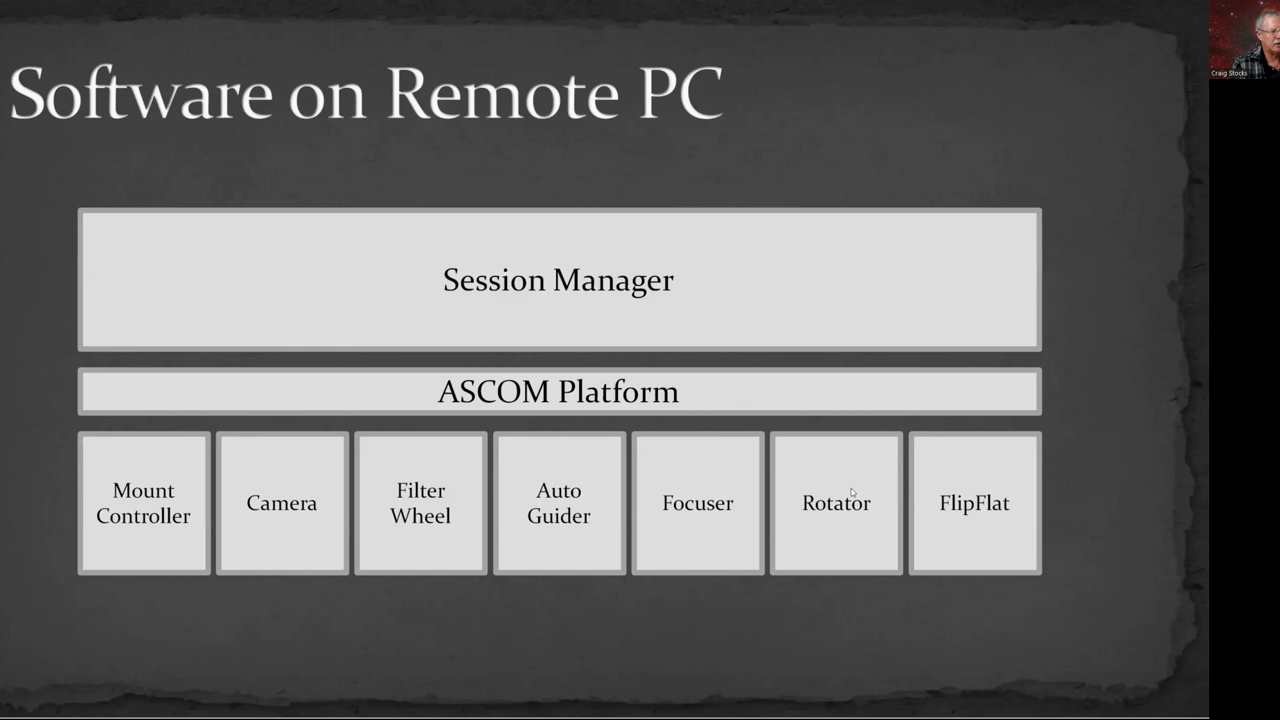 Software on Remote PC
Craig Stocks
Session Manager
ASCOM Platform
Mount
Controller
Camera
Filter
Wheel
Auto
Guider
Focuser
Rotator
FlipFlat